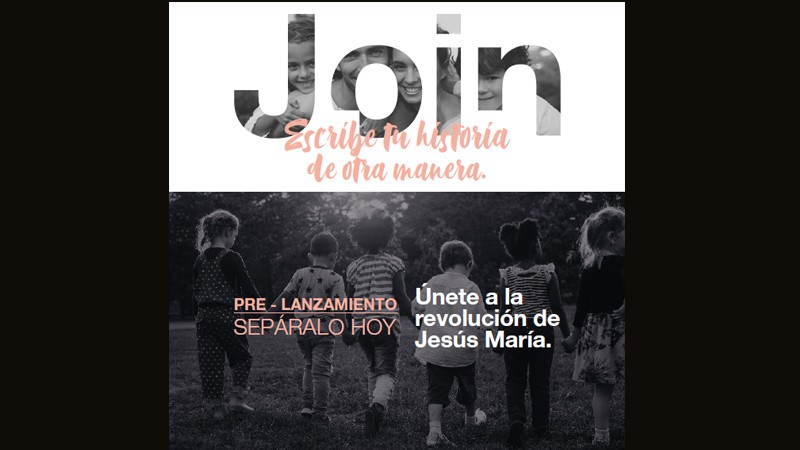 Join
Escribe tu historia
de otra manera.
PRE - LANZAMIENTO
SEPÁRALO HOY
Únete a la
revolución de
Jesús María.